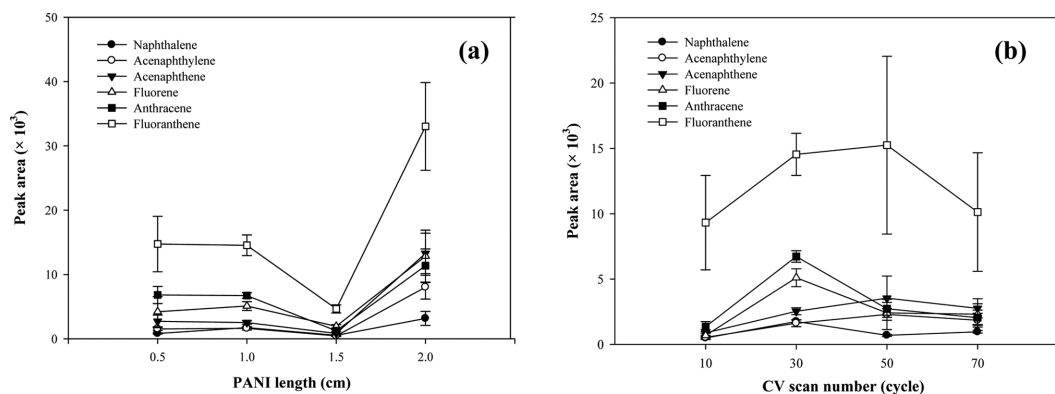 50
40
30
20
10
0
Peak area (× 10³)
Naphthalene
Acenaphthylene
Acenaphthene
Fluorene
Anthracene
Fluoranthene
(a)
0.5 1.0 1.5 2.0
PANI length (cm)
25
20
15
10
5
0
Peak area (× 10³)
Naphthalene
Acenaphthylene
Acenaphthene
Fluorene
Anthracene
Fluoranthene
(b)
10 30 50 70
CV scan number (cycle)